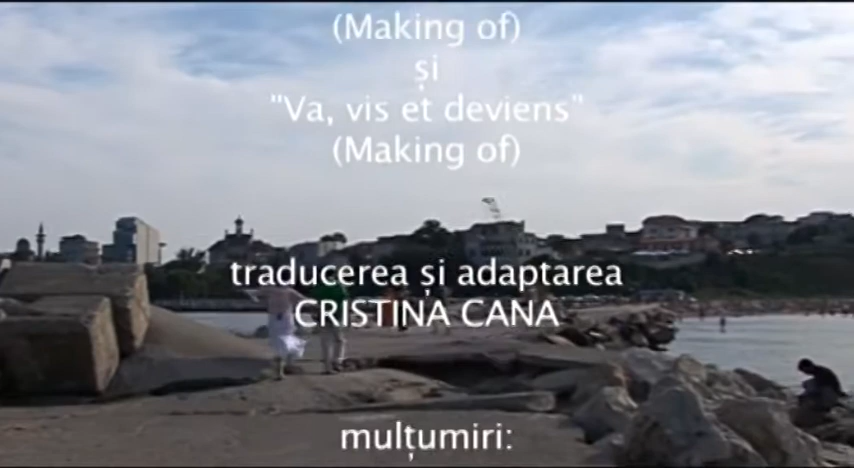 (Making of)
și
"Va, vis et deviens"
(Making of)
traducerea și adaptarea
CRISTINA CANA
mulțumiri: